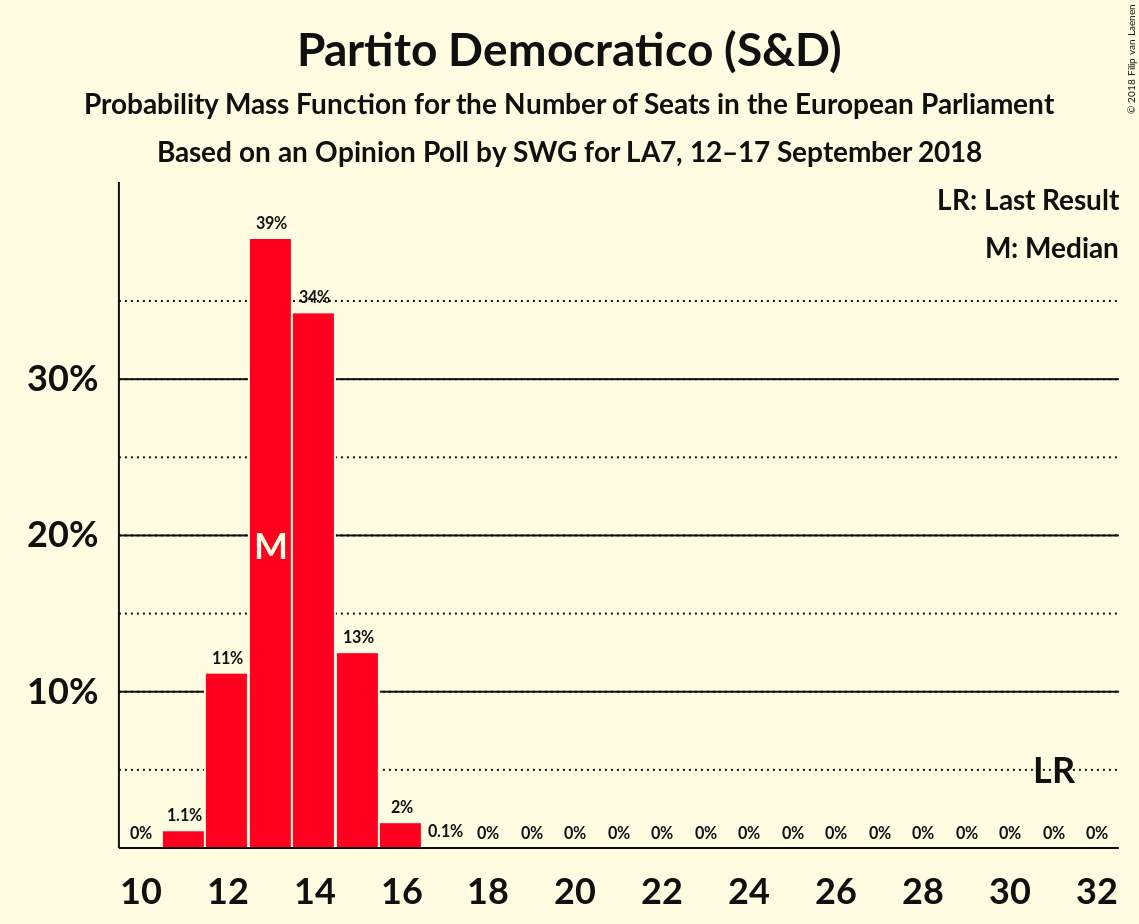 Partito Democratico (S&D)
Probability Mass Function for the Number of Seats in the European Parliament
Based on an Opinion Poll by SWG for LA7, 12–17 September 2018
© 2018 Filip van Laenen
LR: Last Result
M: Median
39%
34%
30%
20%
M
13%
11%
10%
LR
0% 1.1% 2% 0.1% 0% 0% 0% 0% 0% 0% 0% 0% 0% 0% 0% 0% 0% 0% 0%
10 12 14 16 18 20 22 24 26 28 30 32